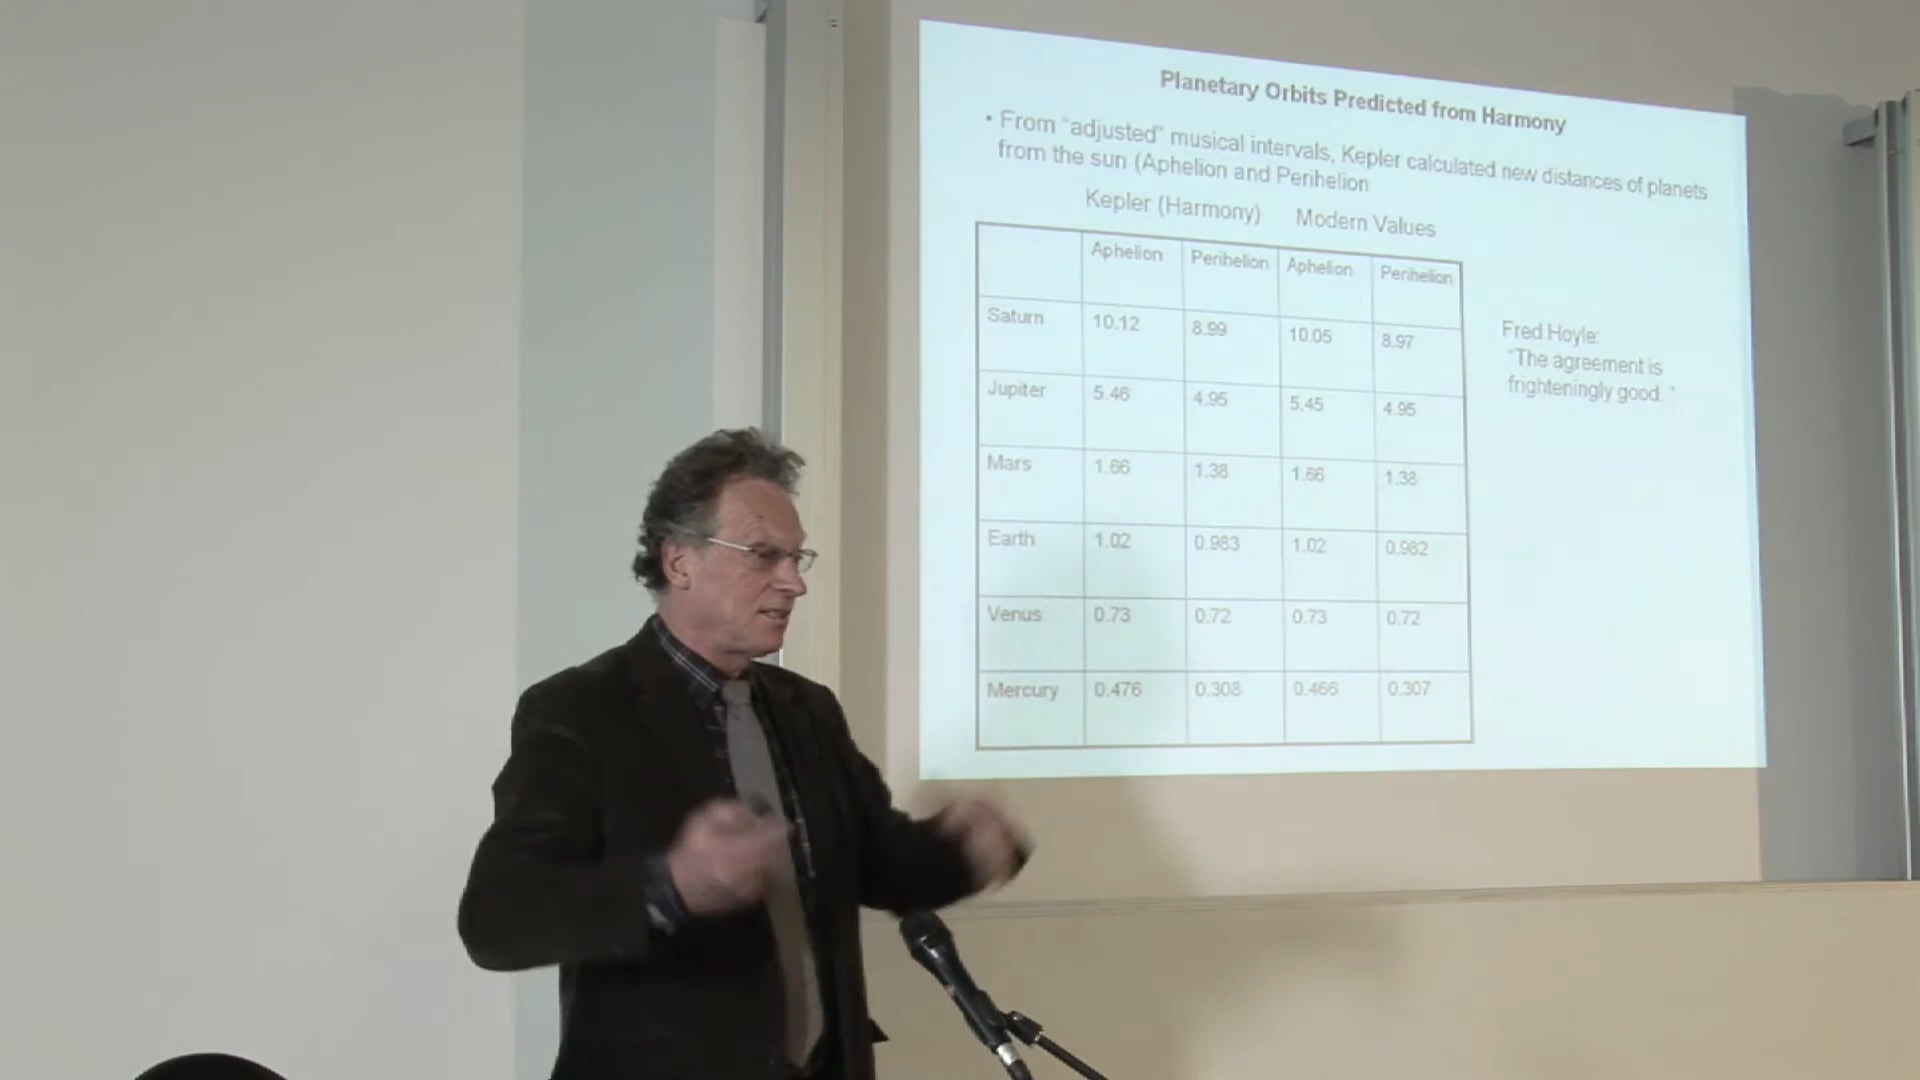 Planetary Orbits Predicted from Harmony
• From “adjusted” musical intervals, Kepler calculated new distances of planets
from the sun (Aphelion and Perihelion
Kepler (Harmony) Modern Values
Aphelion Perihelion Aphelion Perihelion
Saturn 10.12 8.99 10.05 8.97
Jupiter 5.46 4.95 5.45 4.95
Mars 1.66 1.38 1.66 1.38
Earth 1.02 0.983 1.02 0.982
Venus 0.73 0.72 0.73 0.72
Mercury 0.476 0.308 0.466 0.307
Fred Hoyle:
“The agreement is
frighteningly good. ”